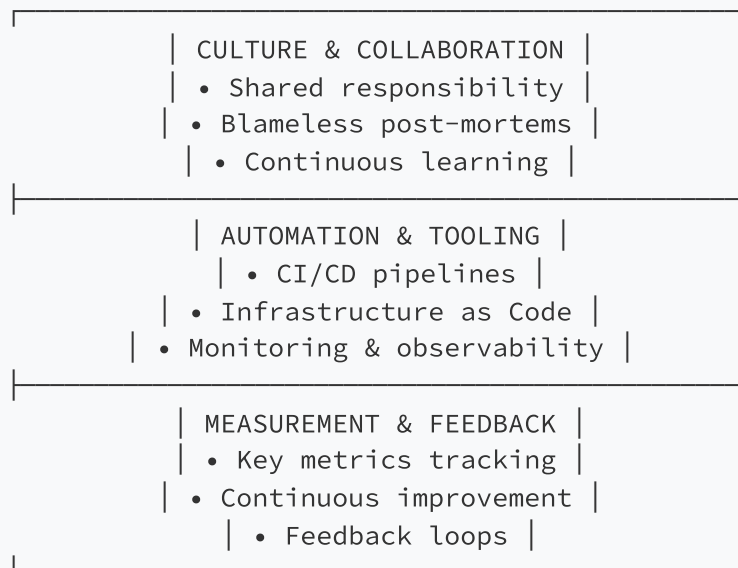 │ CULTURE & COLLABORATION │
│ • Shared responsibility │
│ • Blameless post-mortems │
│ • Continuous learning │
│ AUTOMATION & TOOLING │
│ • CI/CD pipelines │
│ • Infrastructure as Code │
│ • Monitoring & observability │
│ MEASUREMENT & FEEDBACK │
│ • Key metrics tracking │
│ • Continuous improvement │
│ • Feedback loops │